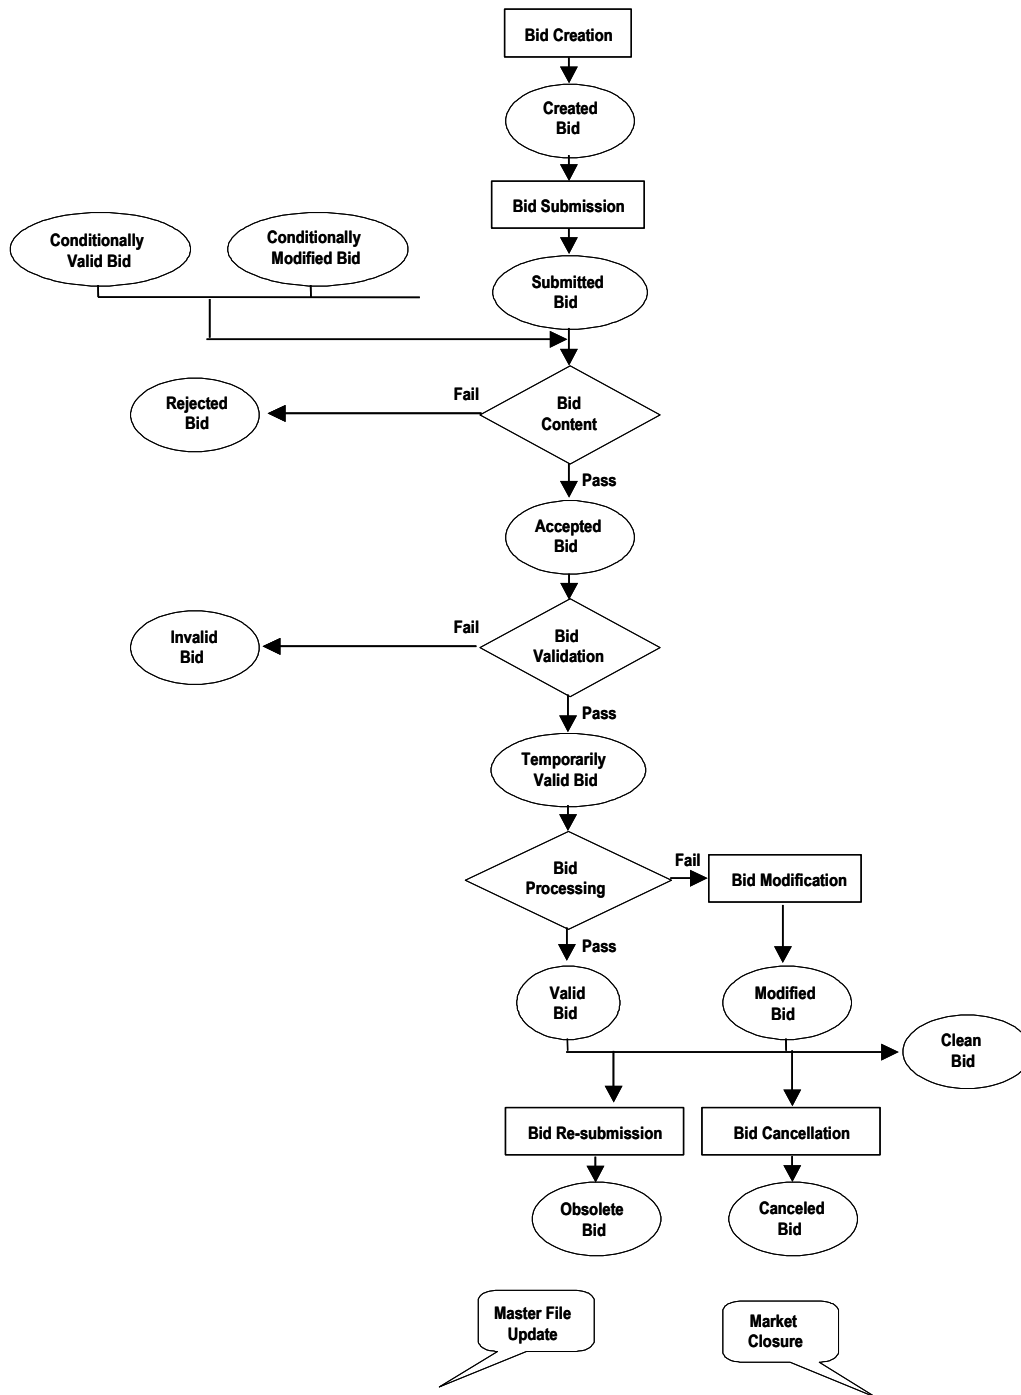 Bid Creation
Created
Bid
Bid Submission
Conditionally
Valid Bid
Conditionally
Modified Bid
Submitted
Bid
Fail
Rejected
Bid
Bid
Content
Pass
Accepted
Bid
Fail
Invalid
Bid
Bid
Validation
Pass
Temporarily
Valid Bid
Bid
Processing
Fail
Bid Modification
Pass
Valid
Bid
Modified
Bid
Clean
Bid
Bid Re-submission
Bid Cancellation
Obsolete
Bid
Canceled
Bid
Master File
Update
Market
Closure